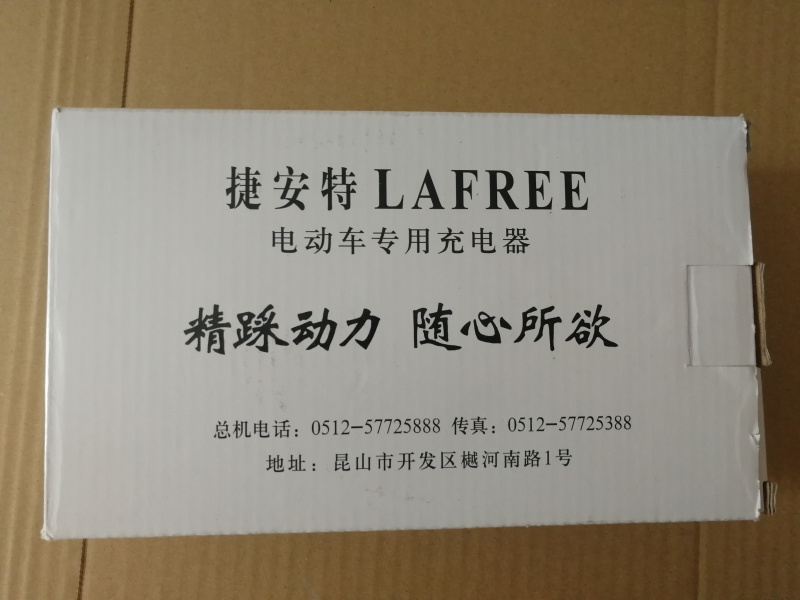 捷安特 LAFREE
电动车专用充电器
精踩动力 随心所欲
总机电话：0512-57725888 传真：0512-57725388
地址：昆山市开发区樾河南路1号